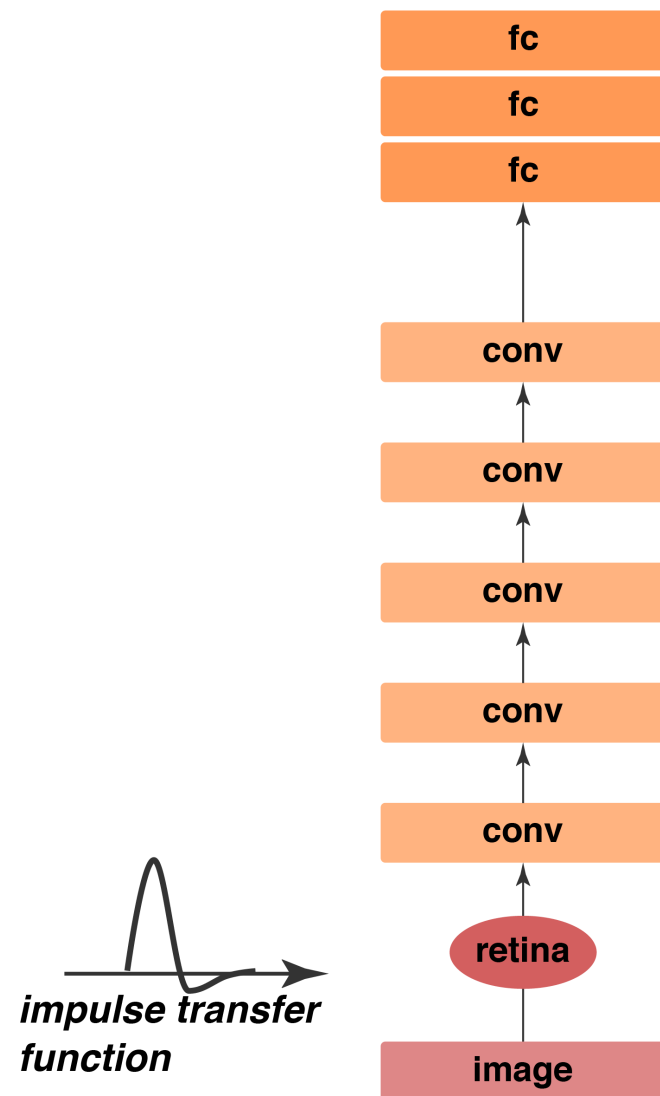 fc
fc
fc
conv
conv
conv
conv
conv
retina
impulse transfer
function
image